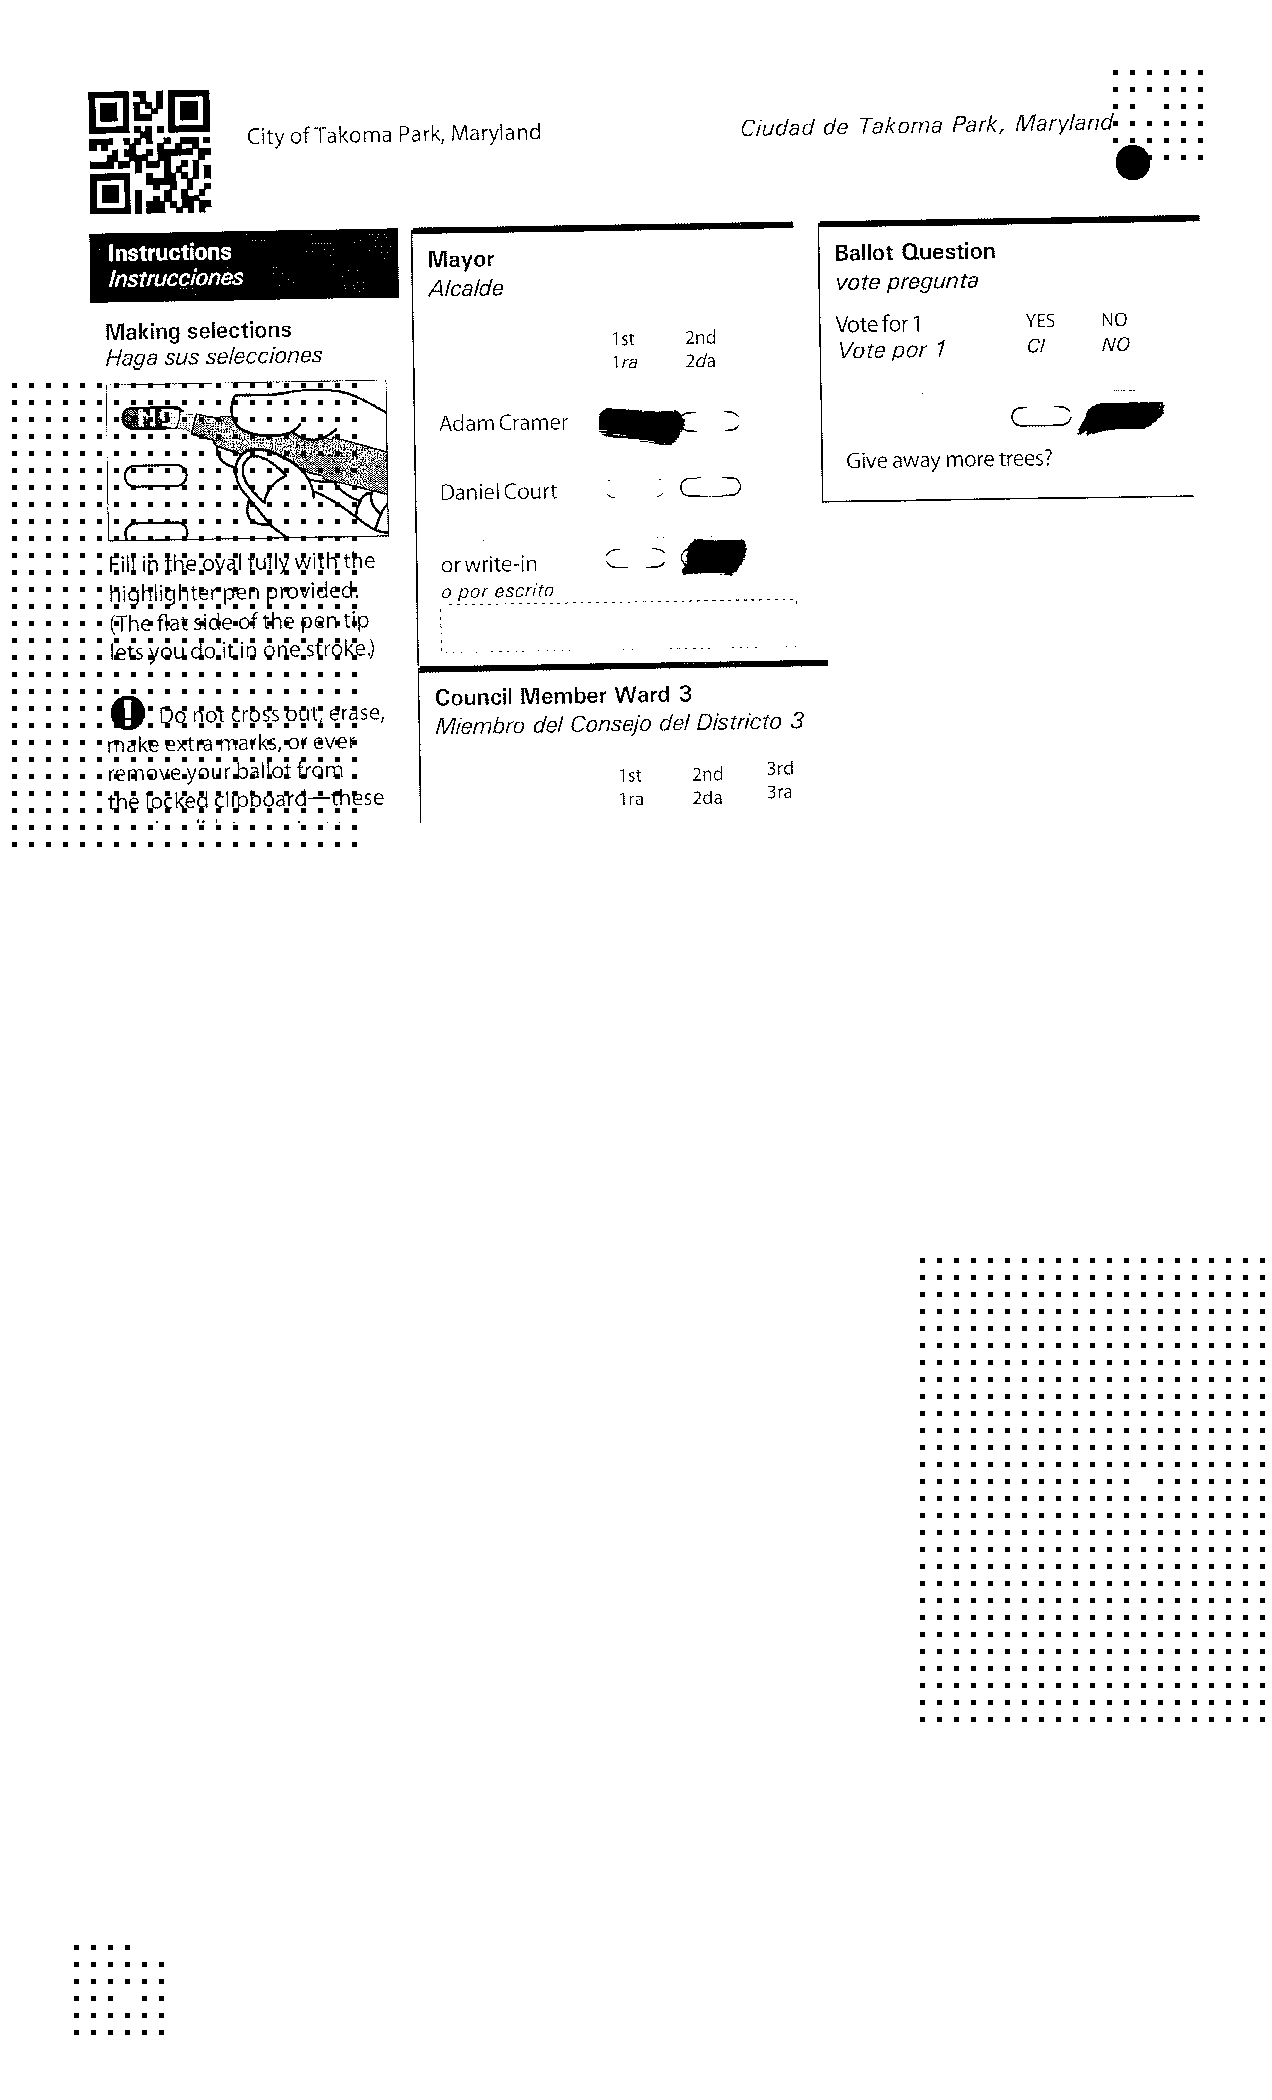 City of Takoma Park, Maryland
Ciudad de Takoma Park, Maryland
Instructions
Instrucciones
Making selections
Haga sus selecciones
Fill in the oval fully with the
highlighter pen provided.
(The flat side of the pen tip
lets you do it in one stroke.)
Do not cross out, erase,
make extra marks, or ever
remove your ballot from
the locked clipboard—these
Mayor
Alcalde
1st 2nd
1ra 2da
Adam Cramer
Daniel Court
or write-in
o por escrito
Council Member Ward 3
Miembro del Consejo del Districto 3
1st 2nd 3rd
1ra 2da 3ra
Ballot Question
vote pregunta
Vote for 1 YES NO
Vote por 1 CI NO
Give away more trees?